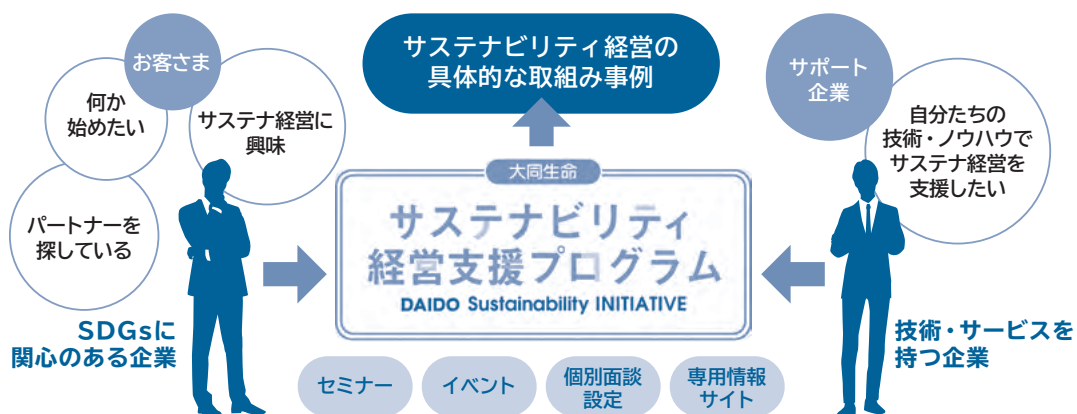 お客さま
何か
始めたい
サステナ経営に
興味
パートナーを
探している
SDGsに
関心のある企業
サステナビリティ経営の
具体的な取組み事例
大同生命
サステナビリティ
経営支援プログラム
DAIDO Sustainability INITIATIVE
セミナー
イベント
個別面談
設定
専用情報
サイト
サポート
企業
自分たちの
技術・ノウハウで
サステナ経営を
支援したい
技術・サービスを
持つ企業